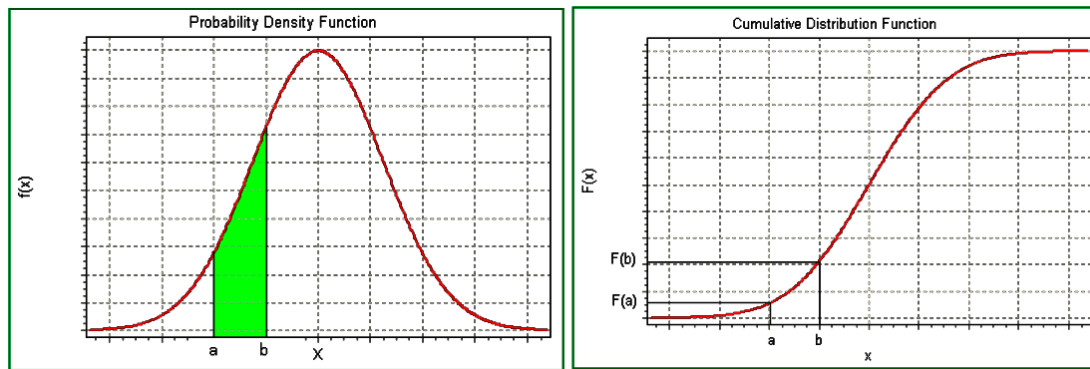 Probability Density Function
f(x)
a b X
Cumulative Distribution Function
F(x)
F(b)
F(a)
a b
x